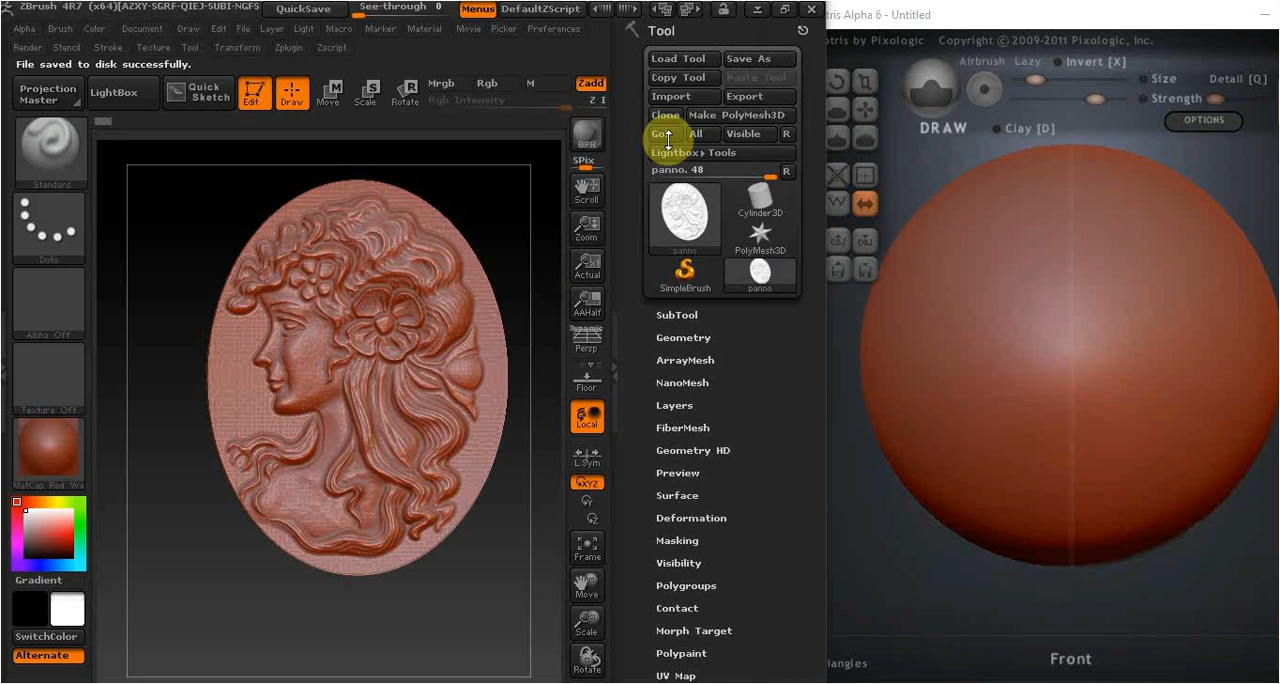 ZBrush 4R7 (x64)[AZXY-SGRF-QIEJ-SUBI-NGFS
QuickSave
See-through 0
Menus
DefaultZScript
Alpha Brush Color Document Draw Edit File Layer Light Macro Marker Material Movie Picker Preferences
Render Stencil Stroke Texture Tool Transform Zplugin Zscript
File saved to disk successfully.
Projection
Master
LightBox
Quick
Sketch
Edit
Draw
Move
Scale
Rotate
Mrgb Rgb M
Rgb Intensity
Zadd
Z I
Standard
Dots
Alpha Off
Texture Off
MatCap Red Wa
Gradient
SwitchColor
Alternate
BPR
SPix
Scroll
Zoom
Actual
AAHalf
Dynamic
Persp
Floor
Local
L.Sym
XYZ
Y
Z
Frame
Move
Scale
Rotate
Tool
Load Tool
Save As
Copy Tool
Paste Tool
Import
Export
Clone
Make PolyMesh3D
All
Visible
R
Lightbox▸Tools
panno. 48
R
panno
Cylinder3D
PolyMesh3D
SimpleBrush
panno
SubTool
Geometry
ArrayMesh
NanoMesh
Layers
FiberMesh
Geometry HD
Preview
Surface
Deformation
Masking
Visibility
Polygroups
Contact
Morph Target
Polypaint
UV Map
tris Alpha 6 - Untitled
tris by Pixologic Copyright ©2009-2011 Pixologic, Inc.
Airbrush Lazy Invert [X]
Size Detail [Q]
Strength
DRAW
Clay [D]
OPTIONS
OBJ
OBJ
iangles
Front